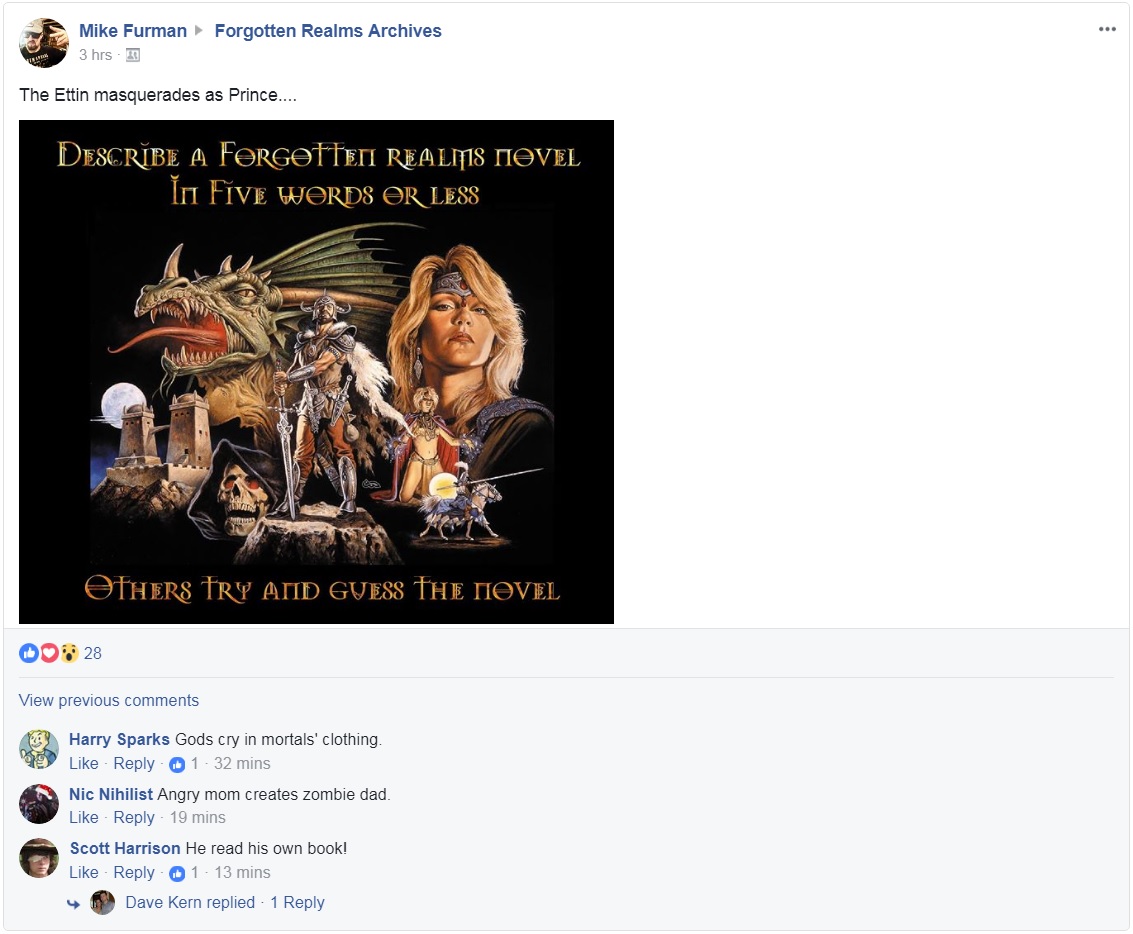 Mike Furman ▸ Forgotten Realms Archives
3 hrs ·
The Ettin masquerades as Prince....
Describe a Forgotten Realms novel
In Five words or less
Others try and guess the novel
28
View previous comments
Harry Sparks Gods cry in mortals' clothing.
Like · Reply · 1 · 32 mins
Nic Nihilist Angry mom creates zombie dad.
Like · Reply · 19 mins
Scott Harrison He read his own book!
Like · Reply · 1 · 13 mins
Dave Kern replied · 1 Reply